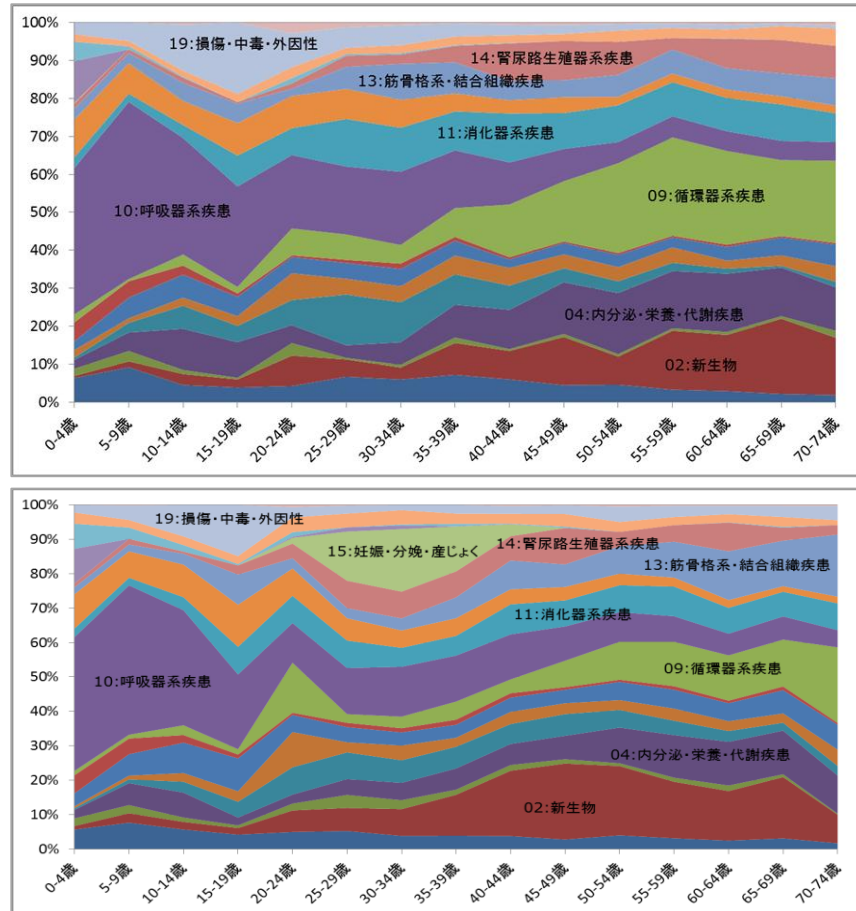 100%
90%
80%
70%
60%
50%
40%
30%
20%
10%
0%
19:損傷・中毒・外因性
14:腎尿路生殖器系疾患
13:筋骨格系・結合組織疾患
11:消化器系疾患
10:呼吸器系疾患
09:循環器系疾患
04:内分泌・栄養・代謝疾患
02:新生物
0-4歳
5-9歳
10-14歳
15-19歳
20-24歳
25-29歳
30-34歳
35-39歳
40-44歳
45-49歳
50-54歳
55-59歳
60-64歳
65-69歳
70-74歳
100%
90%
80%
70%
60%
50%
40%
30%
20%
10%
0%
19:損傷・中毒・外因性
15:妊娠・分娩・産じょく
14:腎尿路生殖器系疾患
13:筋骨格系・結合組織疾患
11:消化器系疾患
10:呼吸器系疾患
09:循環器系疾患
04:内分泌・栄養・代謝疾患
02:新生物
0-4歳
5-9歳
10-14歳
15-19歳
20-24歳
25-29歳
30-34歳
35-39歳
40-44歳
45-49歳
50-54歳
55-59歳
60-64歳
65-69歳
70-74歳